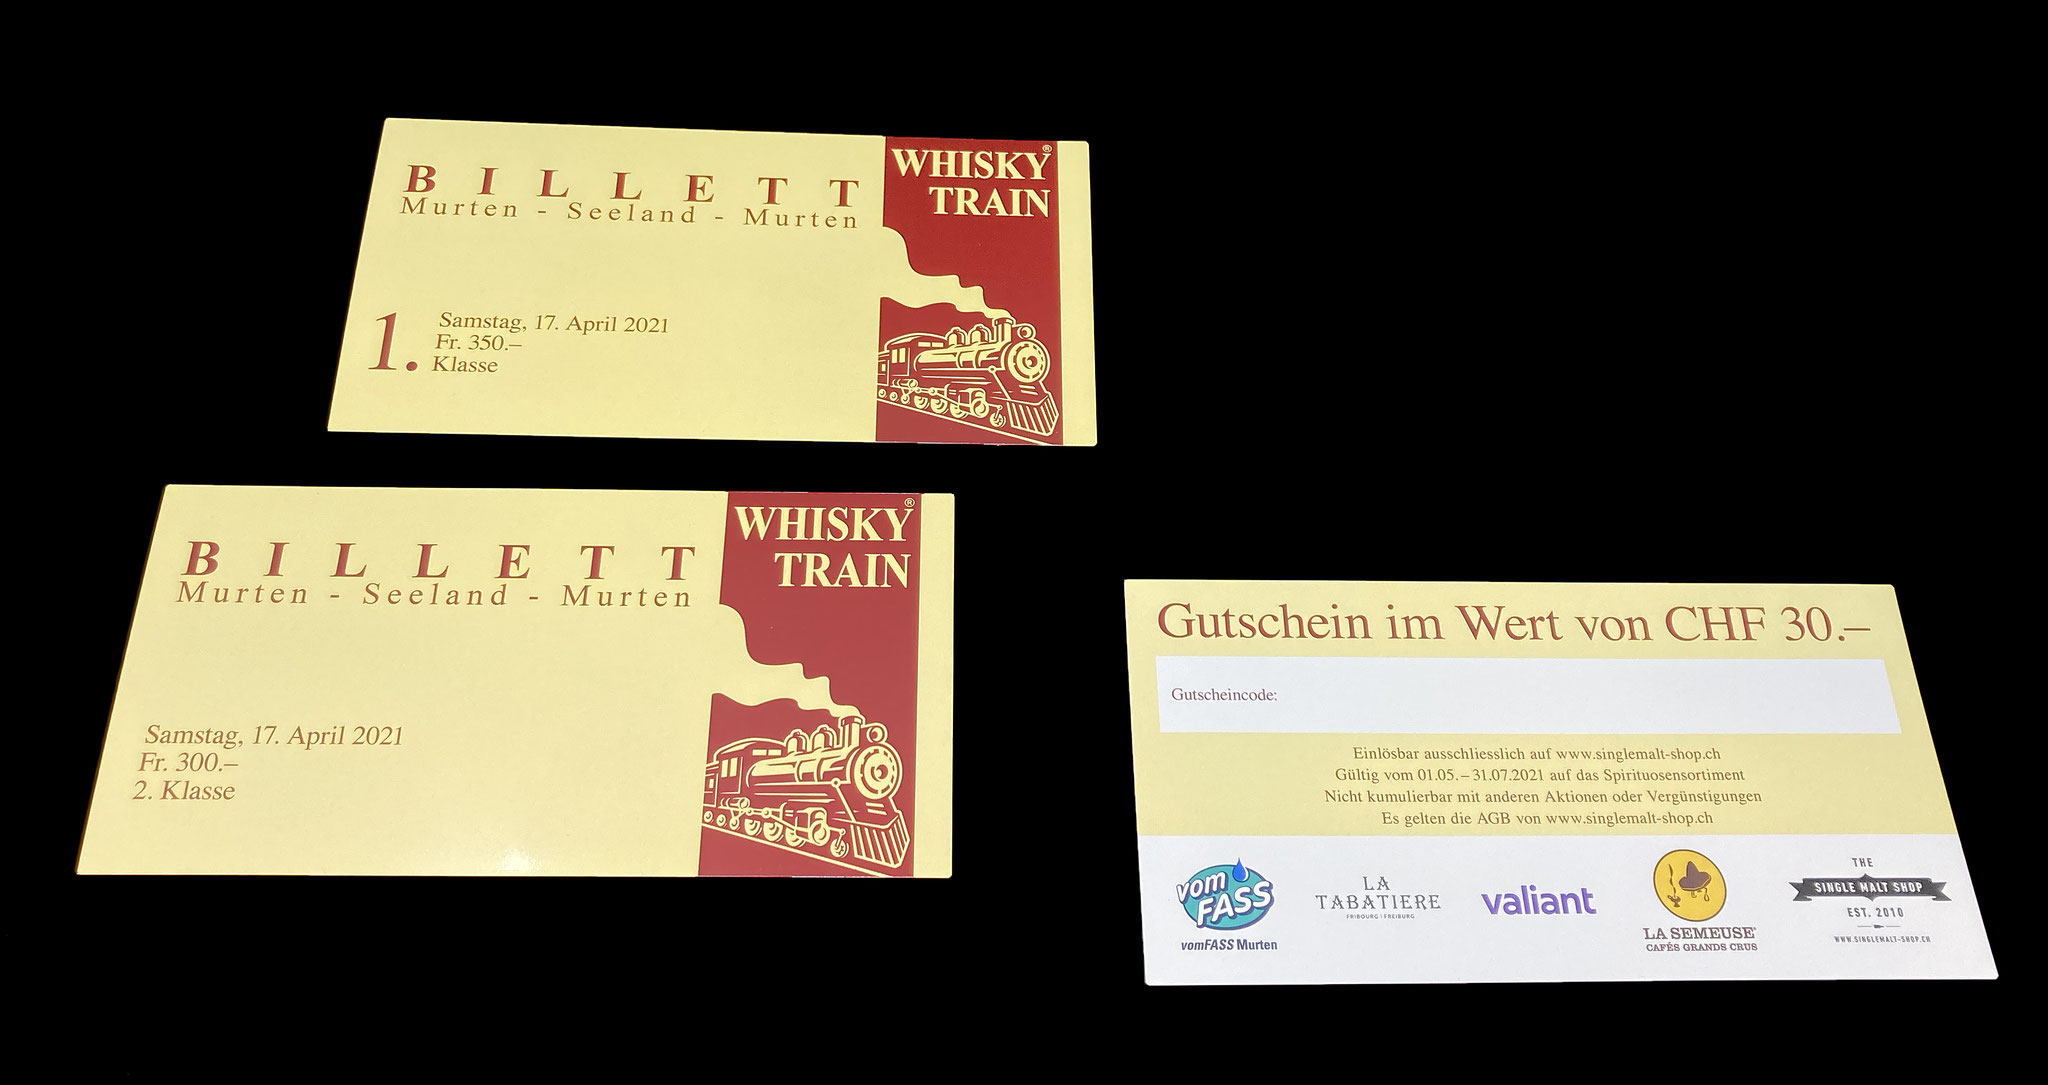 BILLETT
Murten - Seeland - Murten
1.
Samstag, 17. April 2021
Fr. 350.–
Klasse
WHISKY®
TRAIN
BILLETT
Murten - Seeland - Murten
Samstag, 17. April 2021
Fr. 300.–
2. Klasse
WHISKY®
TRAIN
Gutschein im Wert von CHF 30.–
Gutscheincode:
Einlösbar ausschliesslich auf www.singlemalt-shop.ch
Gültig vom 01.05. – 31.07.2021 auf das Spirituosensortiment
Nicht kumulierbar mit anderen Aktionen oder Vergünstigungen
Es gelten die AGB von www.singlemalt-shop.ch
vom
FASS
vomFASS Murten
LA
TABATIERE
FRIBOURG | FREIBURG
valiant
LA SEMEUSE®
CAFÉS GRANDS CRUS
THE
SINGLE MALT SHOP
EST. 2010
WWW.SINGLEMALT-SHOP.CH